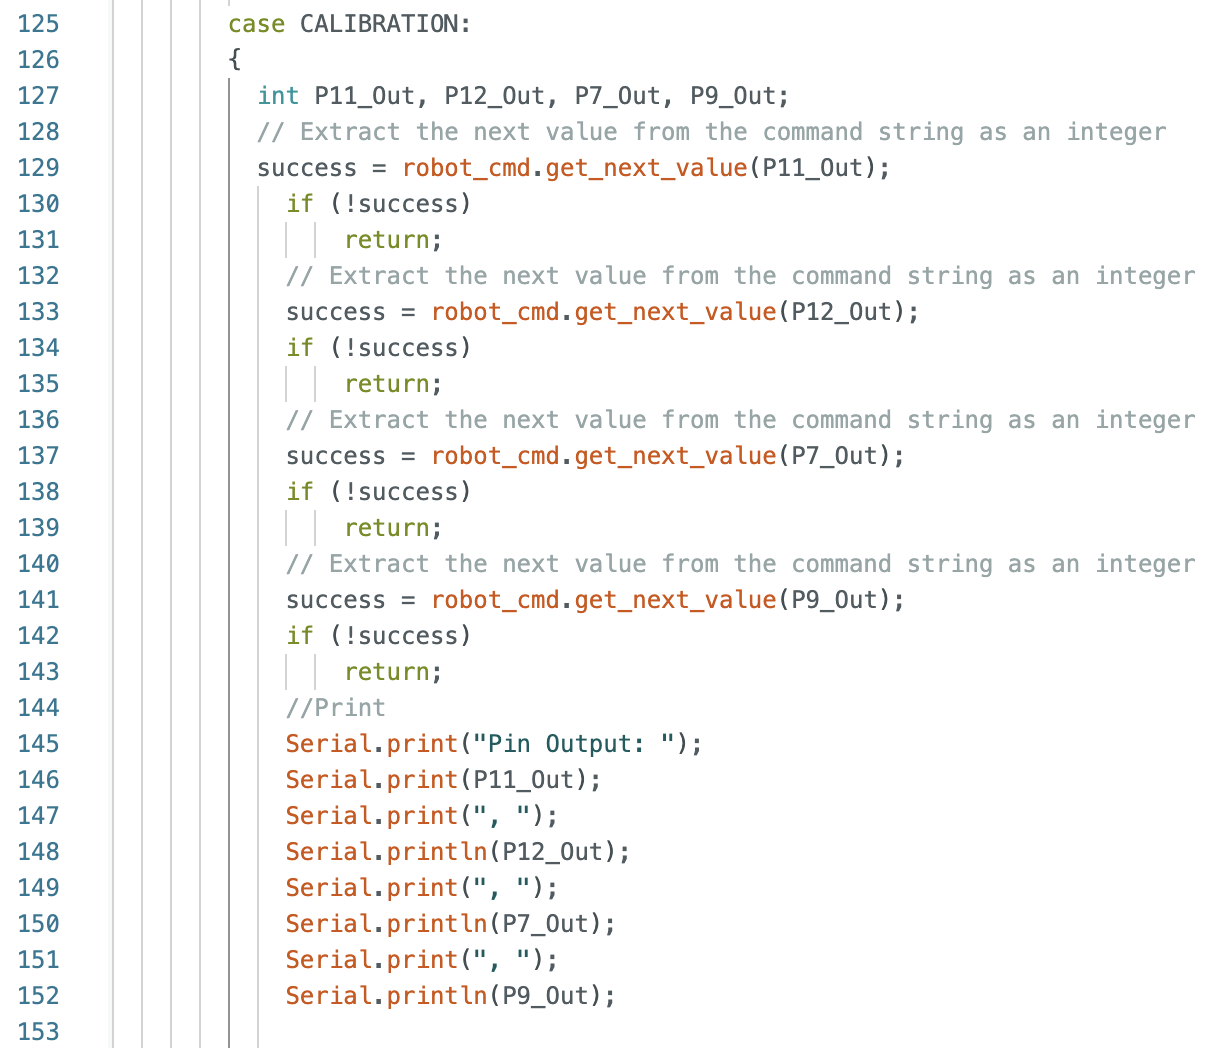 125 case CALIBRATION:
126 {
127 int P11_Out, P12_Out, P7_Out, P9_Out;
128 // Extract the next value from the command string as an integer
129 success = robot_cmd.get_next_value(P11_Out);
130 if (!success)
131 return;
132 // Extract the next value from the command string as an integer
133 success = robot_cmd.get_next_value(P12_Out);
134 if (!success)
135 return;
136 // Extract the next value from the command string as an integer
137 success = robot_cmd.get_next_value(P7_Out);
138 if (!success)
139 return;
140 // Extract the next value from the command string as an integer
141 success = robot_cmd.get_next_value(P9_Out);
142 if (!success)
143 return;
144 //Print
145 Serial.print("Pin Output: ");
146 Serial.print(P11_Out);
147 Serial.print(", ");
148 Serial.println(P12_Out);
149 Serial.print(", ");
150 Serial.println(P7_Out);
151 Serial.print(", ");
152 Serial.println(P9_Out);
153